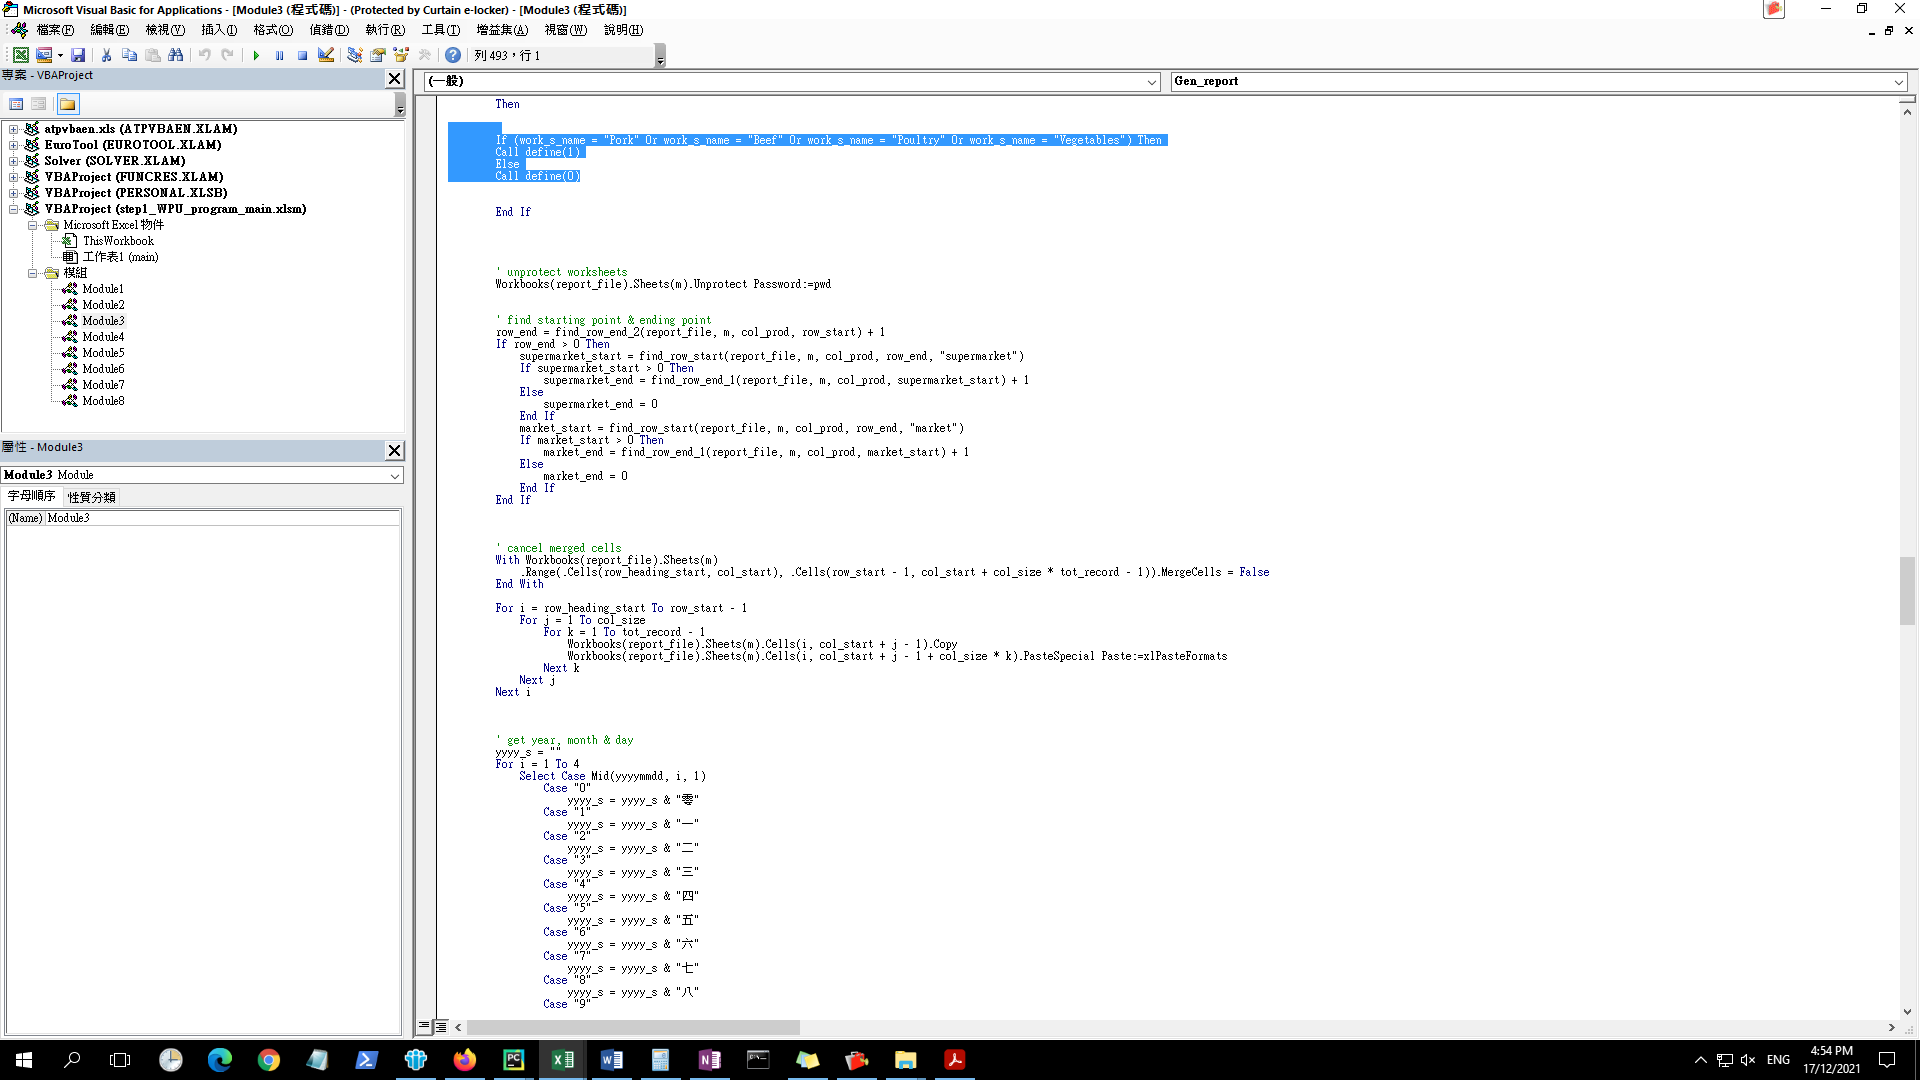 Microsoft Visual Basic for Applications - [Module3 (程式碼)] - (Protected by Curtain e-locker) - [Module3 (程式碼)]
檔案(F) 編輯(E) 檢視(V) 插入(I) 格式(O) 偵錯(D) 執行(R) 工具(T) 增益集(A) 視窗(W) 說明(H)
列 493，行 1
專案 - VBAProject
atpvbaen.xls (ATPVBAEN.XLAM)
EuroTool (EUROTOOL.XLAM)
Solver (SOLVER.XLAM)
VBAProject (FUNCRES.XLAM)
VBAProject (PERSONAL.XLSB)
VBAProject (step1_WPU_program_main.xlsm)
Microsoft Excel 物件
ThisWorkbook
工作表1 (main)
模組
Module1
Module2
Module3
Module4
Module5
Module6
Module7
Module8
屬性 - Module3
Module3 Module
字母順序 性質分類
(Name) Module3
(一般)
Gen_report
Then
If (work_s_name = "Pork" Or work_s_name = "Beef" Or work_s_name = "Poultry" Or work_s_name = "Vegetables") Then
Call define(1)
Else
Call define(0)
End If
' unprotect worksheets
Workbooks(report_file).Sheets(m).Unprotect Password:=pwd
' find starting point & ending point
row_end = find_row_end_2(report_file, m, col_prod, row_start) + 1
If row_end > 0 Then
supermarket_start = find_row_start(report_file, m, col_prod, row_end, "supermarket")
If supermarket_start > 0 Then
supermarket_end = find_row_end_1(report_file, m, col_prod, supermarket_start) + 1
Else
supermarket_end = 0
End If
market_start = find_row_start(report_file, m, col_prod, row_end, "market")
If market_start > 0 Then
market_end = find_row_end_1(report_file, m, col_prod, market_start) + 1
Else
market_end = 0
End If
End If
' cancel merged cells
With Workbooks(report_file).Sheets(m)
.Range(.Cells(row_heading_start, col_start), .Cells(row_start - 1, col_start + col_size * tot_record - 1)).MergeCells = False
End With
For i = row_heading_start To row_start - 1
For j = 1 To col_size
For k = 1 To tot_record - 1
Workbooks(report_file).Sheets(m).Cells(i, col_start + j - 1).Copy
Workbooks(report_file).Sheets(m).Cells(i, col_start + j - 1 + col_size * k).PasteSpecial Paste:=xlPasteFormats
Next k
Next j
Next i
' get year, month & day
yyyy_s = ""
For i = 1 To 4
Select Case Mid(yyyymmdd, i, 1)
Case "0"
yyyy_s = yyyy_s & "零"
Case "1"
yyyy_s = yyyy_s & "一"
Case "2"
yyyy_s = yyyy_s & "二"
Case "3"
yyyy_s = yyyy_s & "三"
Case "4"
yyyy_s = yyyy_s & "四"
Case "5"
yyyy_s = yyyy_s & "五"
Case "6"
yyyy_s = yyyy_s & "六"
Case "7"
yyyy_s = yyyy_s & "七"
Case "8"
yyyy_s = yyyy_s & "八"
Case "9"
ENG
4:54 PM
17/12/2021